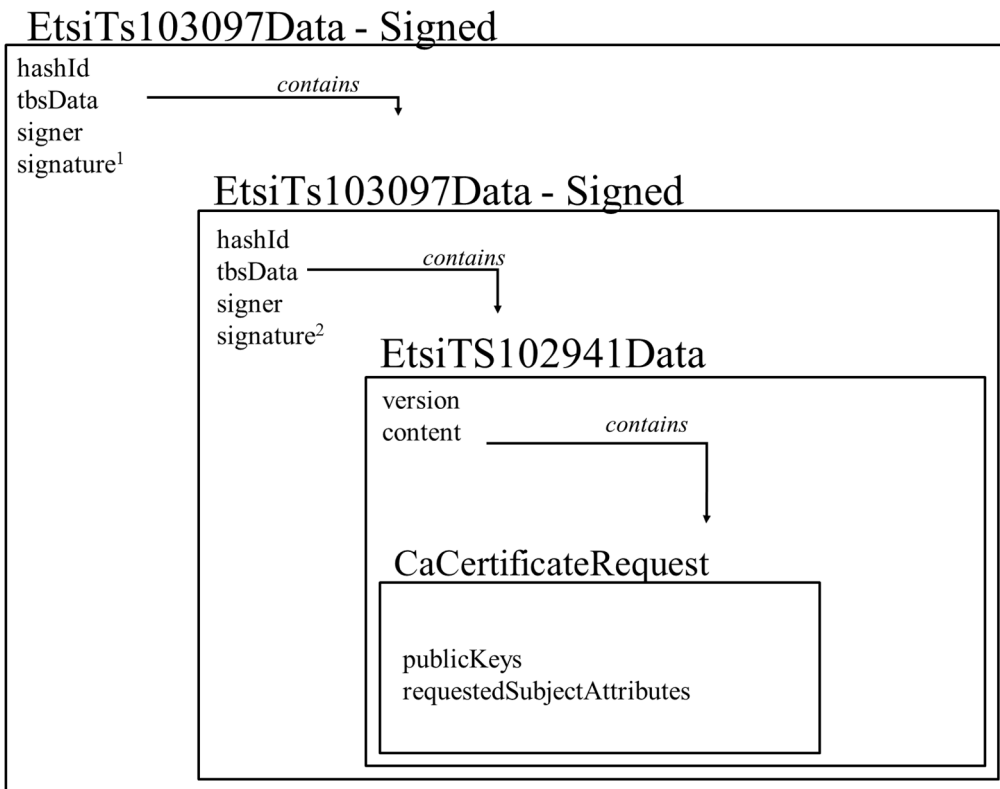 EtsiTs103097Data - Signed
hashId
tbsData
contains
signer
signature¹
EtsiTs103097Data - Signed
hashId
tbsData
contains
signer
signature²
EtsiTS102941Data
version
content
contains
CaCertificateRequest
publicKeys
requestedSubjectAttributes